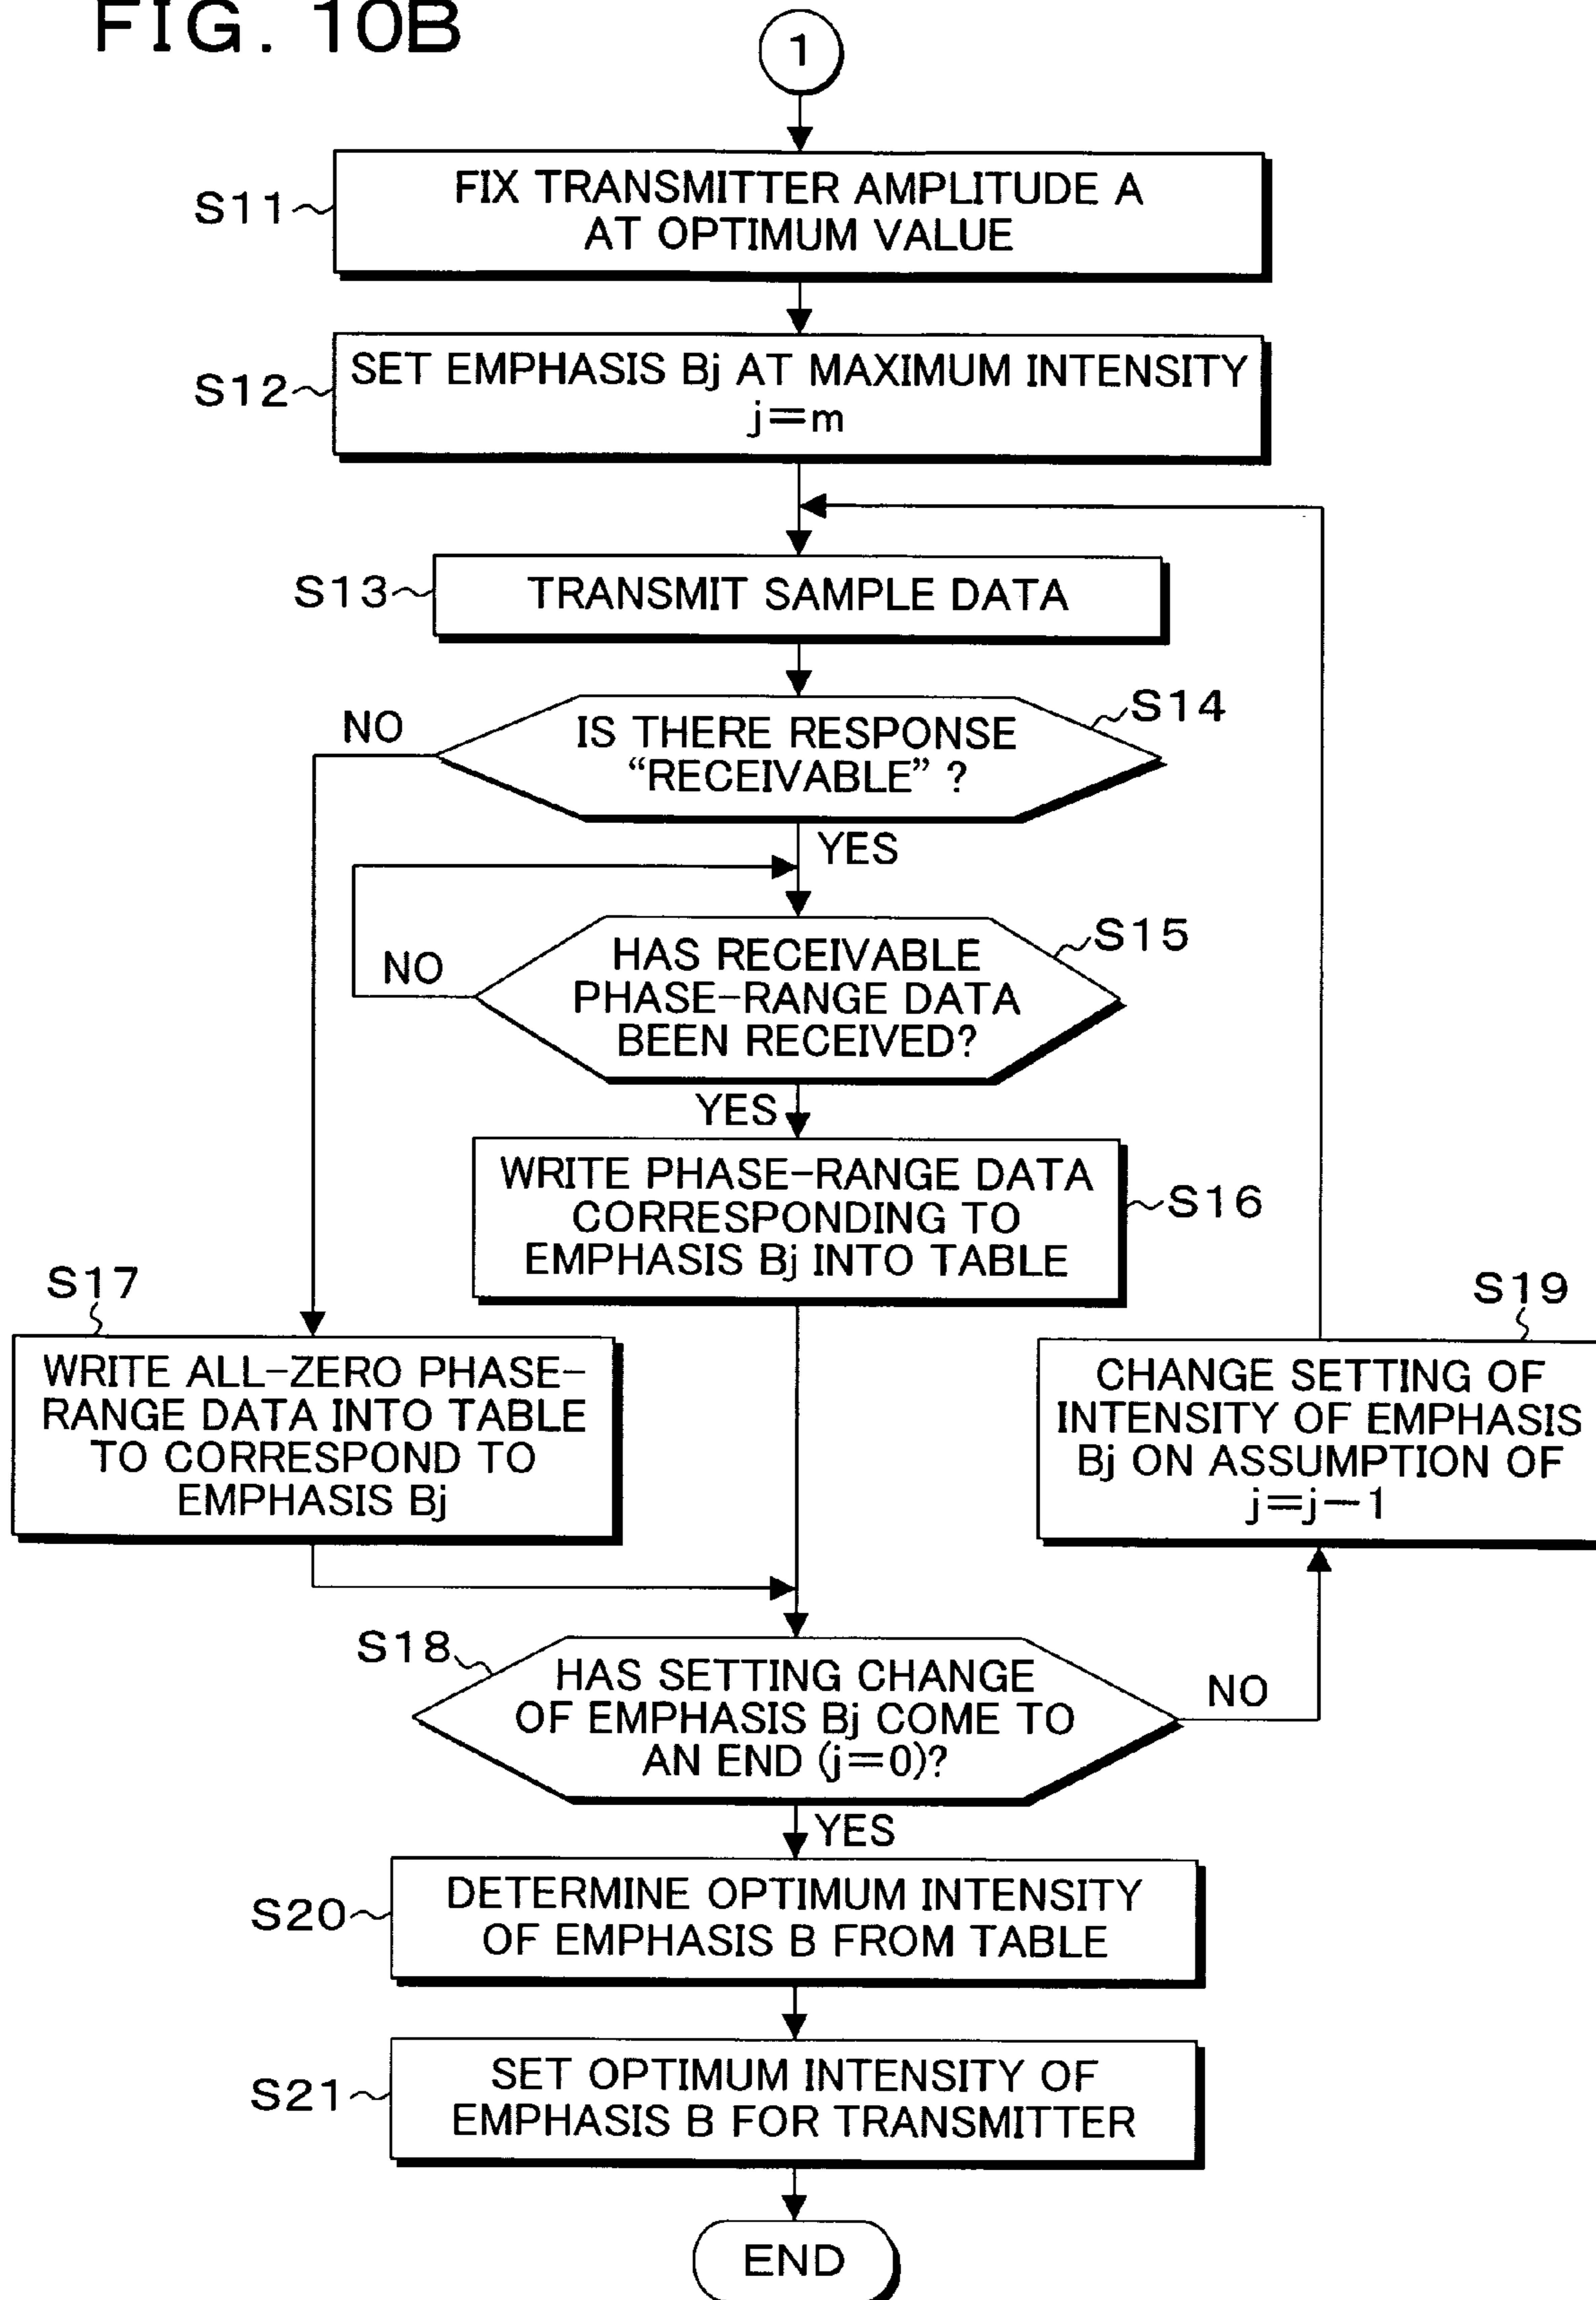 FIG. 10B
1
S11
FIX TRANSMITTER AMPLITUDE A
AT OPTIMUM VALUE
S12
SET EMPHASIS Bj AT MAXIMUM INTENSITY
j=m
S13
TRANSMIT SAMPLE DATA
S14
NO
IS THERE RESPONSE
“RECEIVABLE” ?
YES
S15
NO
HAS RECEIVABLE
PHASE-RANGE DATA
BEEN RECEIVED?
YES
WRITE PHASE-RANGE DATA
CORRESPONDING TO
EMPHASIS Bj INTO TABLE
S16
S17
WRITE ALL-ZERO PHASE-
RANGE DATA INTO TABLE
TO CORRESPOND TO
EMPHASIS Bj
S19
CHANGE SETTING OF
INTENSITY OF EMPHASIS
Bj ON ASSUMPTION OF
j=j-1
S18
HAS SETTING CHANGE
OF EMPHASIS Bj COME TO
AN END (j=0)?
NO
YES
S20
DETERMINE OPTIMUM INTENSITY
OF EMPHASIS B FROM TABLE
S21
SET OPTIMUM INTENSITY OF
EMPHASIS B FOR TRANSMITTER
END